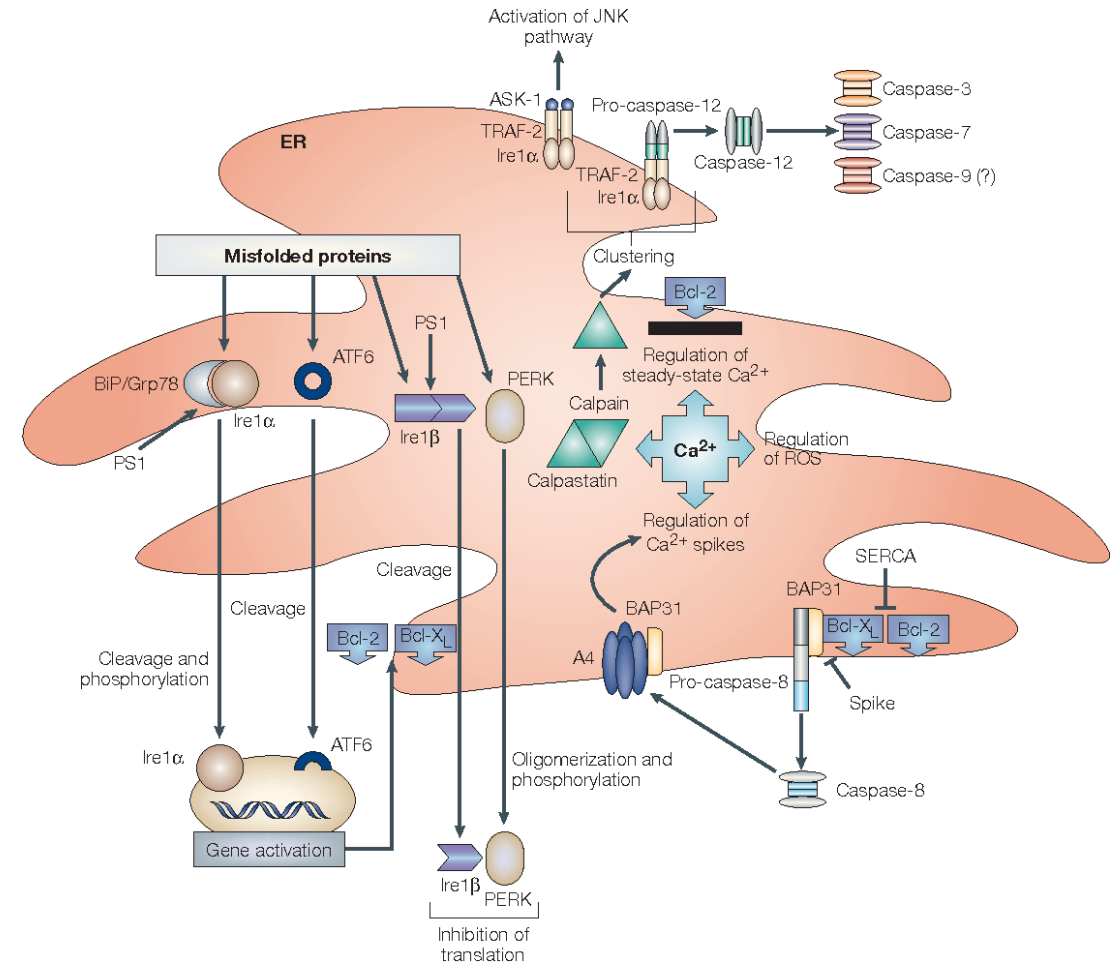 Activation of JNK
pathway
ASK-1
TRAF-2
Ire1α
Pro-caspase-12
Caspase-12
TRAF-2
Ire1α
Caspase-3
Caspase-7
Caspase-9 (?)
ER
Misfolded proteins
Clustering
Bcl-2
PS1
Regulation of
steady-state Ca2+
BiP/Grp78
Ire1α
PS1
ATF6
Ire1β
PERK
Calpain
Calpastatin
Ca2+
Regulation
of ROS
Regulation of
Ca2+ spikes
Cleavage
Cleavage
Cleavage and
phosphorylation
Bcl-2
Bcl-XL
BAP31
A4
SERCA
BAP31
Bcl-XL
Bcl-2
Pro-caspase-8
Spike
Caspase-8
Ire1α
ATF6
Gene activation
Oligomerization and
phosphorylation
Ire1β
PERK
Inhibition of
translation